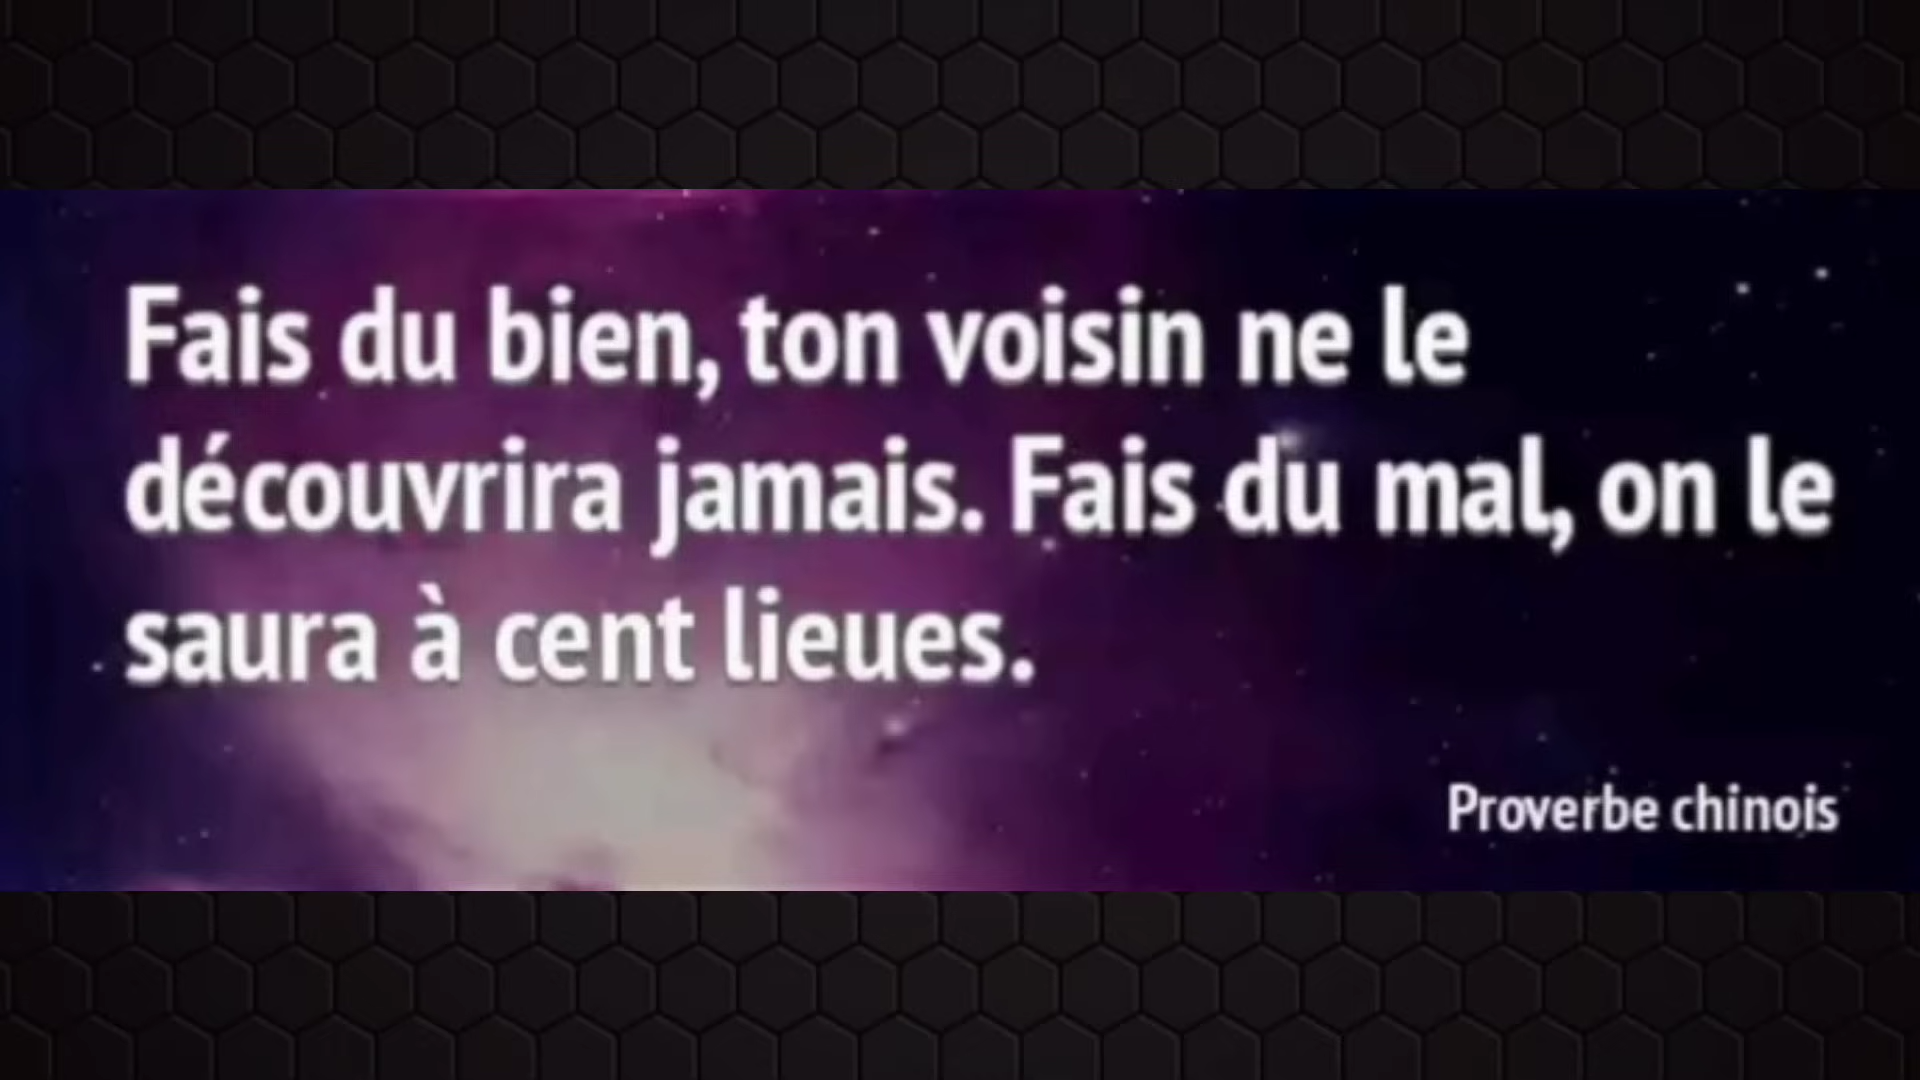 Fais du bien, ton voisin ne le
découvrira jamais. Fais du mal, on le
saura à cent lieues.
Proverbe chinois